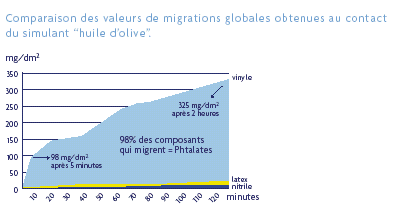 Comparaison des valeurs de migrations globales obtenues au contact
du simulant “huile d’olive”.
mg/dm²
350
300
250
200
150
100
50
0
vinyle
325 mg/dm²
après 2 heures
98% des composants
qui migrent = Phtalates
98 mg/dm²
après 5 minutes
latex
nitrile
10 20 30 40 50 60 70 80 90 100 110 120 minutes